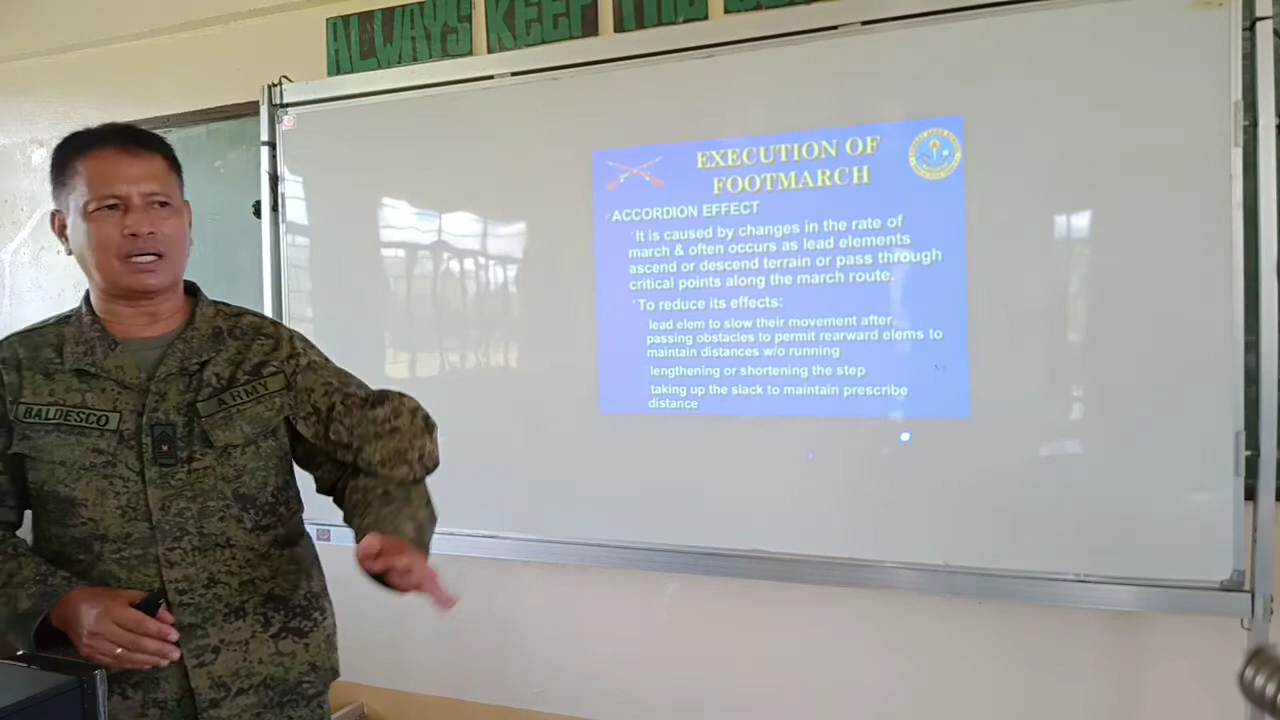 ALWAYS KEEP THE
EXECUTION OF
FOOTMARCH
ACCORDION EFFECT
It is caused by changes in the rate of
march & often occurs as lead elements
ascend or descend terrain or pass through
critical points along the march route.
To reduce its effects:
lead elem to slow their movement after
passing obstacles to permit rearward elems to
maintain distances w/o running
lengthening or shortening the step
taking up the slack to maintain prescribe
distance
BALDESCO
ARMY